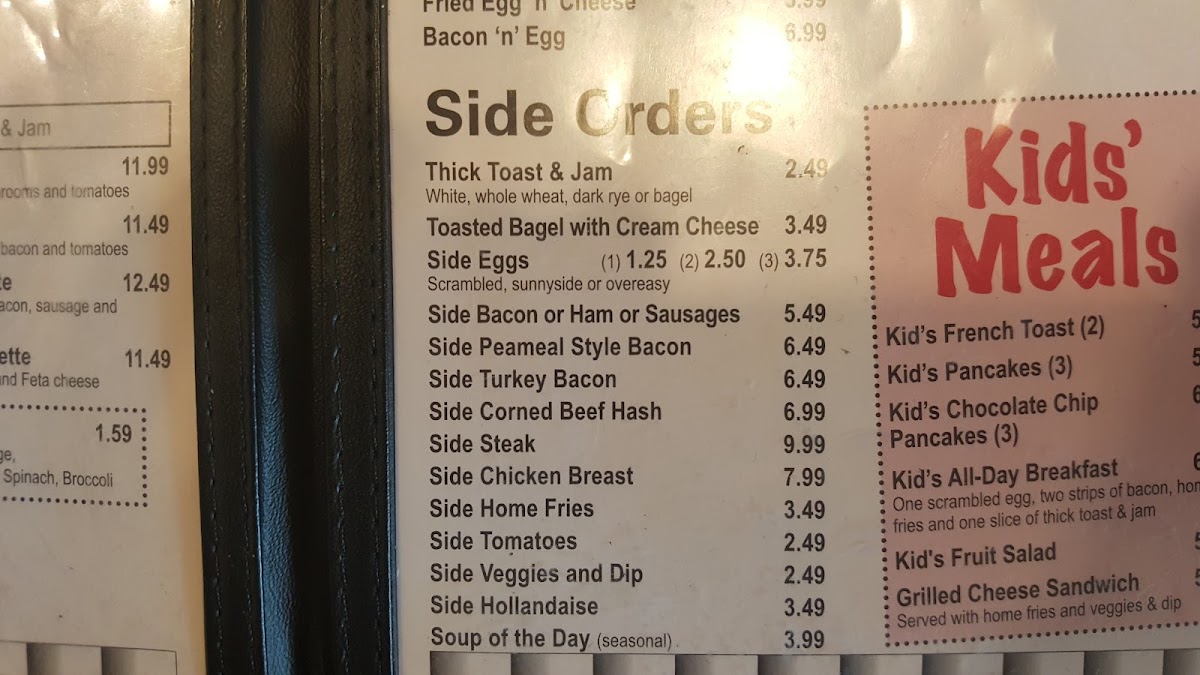 & Jam
11.99
rooms and tomatoes
11.49
bacon and tomatoes
12.49
acon, sausage and
ette 11.49
and Feta cheese
1.59
ge,
Spinach, Broccoli
Fried Egg 'n' Cheese 5.99
Bacon 'n' Egg 6.99
Side Orders
Thick Toast & Jam 2.49
White, whole wheat, dark rye or bagel
Toasted Bagel with Cream Cheese 3.49
Side Eggs (1) 1.25 (2) 2.50 (3) 3.75
Scrambled, sunnyside or overeasy
Side Bacon or Ham or Sausages 5.49
Side Peameal Style Bacon 6.49
Side Turkey Bacon 6.49
Side Corned Beef Hash 6.99
Side Steak 9.99
Side Chicken Breast 7.99
Side Home Fries 3.49
Side Tomatoes 2.49
Side Veggies and Dip 2.49
Side Hollandaise 3.49
Soup of the Day (seasonal) 3.99
Kids'
Meals
Kid's French Toast (2)
Kid's Pancakes (3)
Kid's Chocolate Chip
Pancakes (3)
Kid's All-Day Breakfast
One scrambled egg, two strips of bacon, hom
fries and one slice of thick toast & jam
Kid's Fruit Salad
Grilled Cheese Sandwich
Served with home fries and veggies & dip